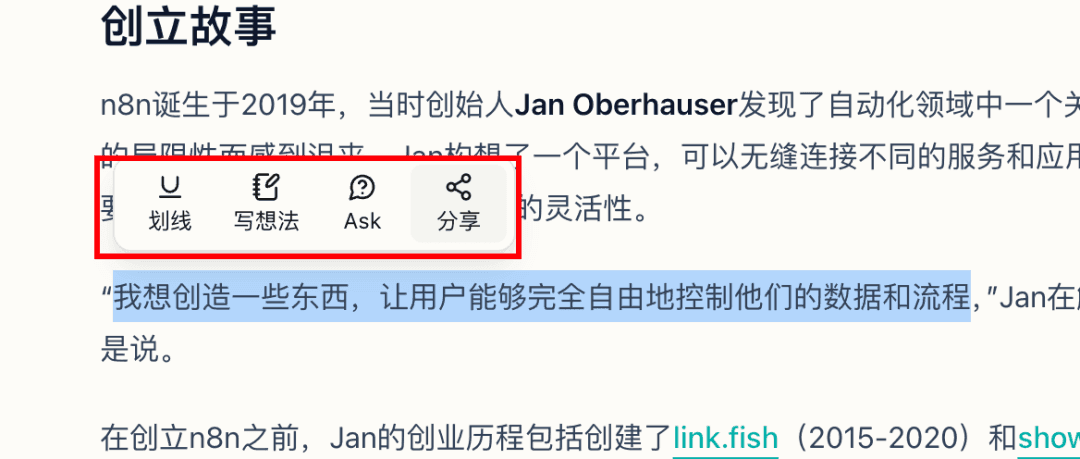 创立故事
n8n诞生于2019年，当时创始人Jan Oberhauser发现了自动化领域中一个关
的局限性而感到沮丧。Jan构想了一个平台，可以无缝连接不同的服务和应用
要
划线 写想法 Ask 分享
的灵活性。
“我想创造一些东西，让用户能够完全自由地控制他们的数据和流程，”Jan在
是说。
在创立n8n之前，Jan的创业历程包括创建了link.fish（2015-2020）和show